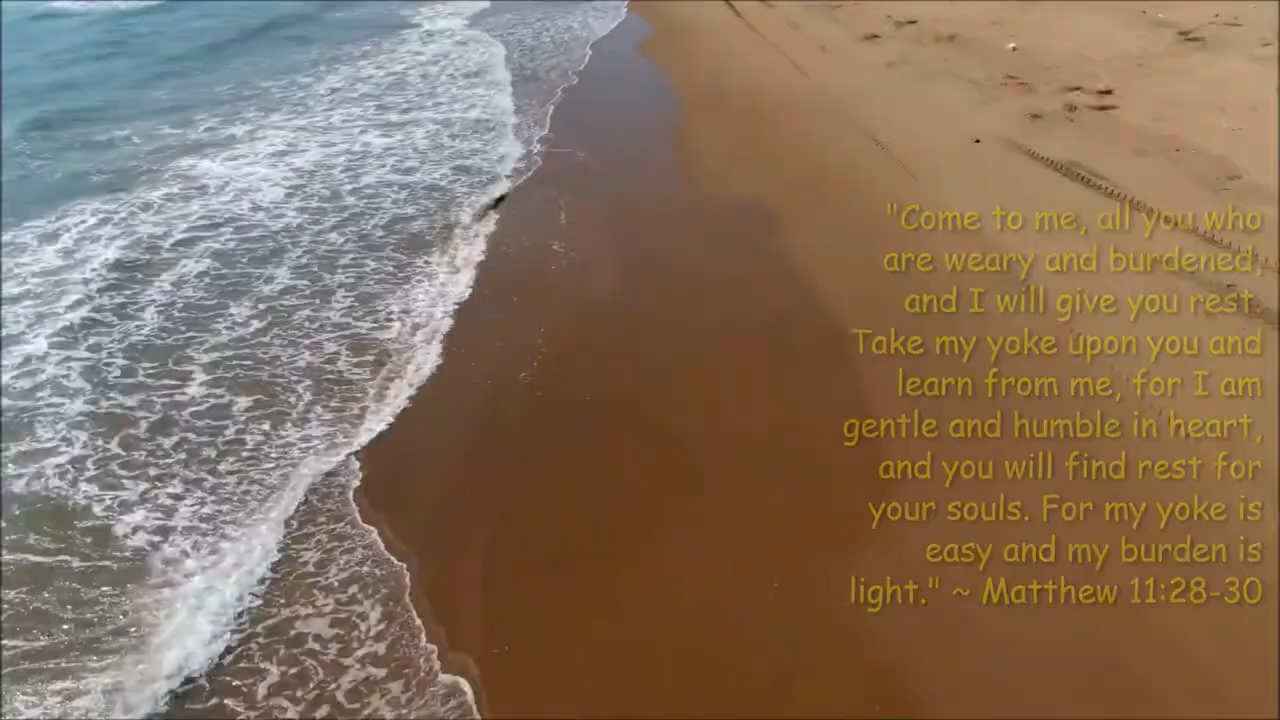 "Come to me, all you who
are weary and burdened,
and I will give you rest.
Take my yoke upon you and
learn from me, for I am
gentle and humble in heart,
and you will find rest for
your souls. For my yoke is
easy and my burden is
light." ~ Matthew 11:28-30